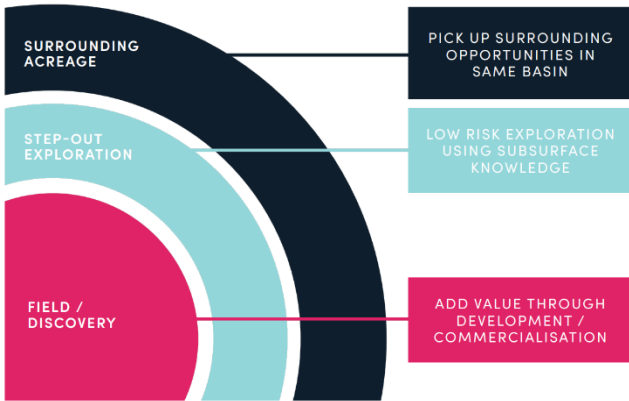 SURROUNDING
ACREAGE
PICK UP SURROUNDING
OPPORTUNITIES IN
SAME BASIN
STEP-OUT
EXPLORATION
LOW RISK EXPLORATION
USING SUBSURFACE
KNOWLEDGE
FIELD /
DISCOVERY
ADD VALUE THROUGH
DEVELOPMENT /
COMMERCIALISATION